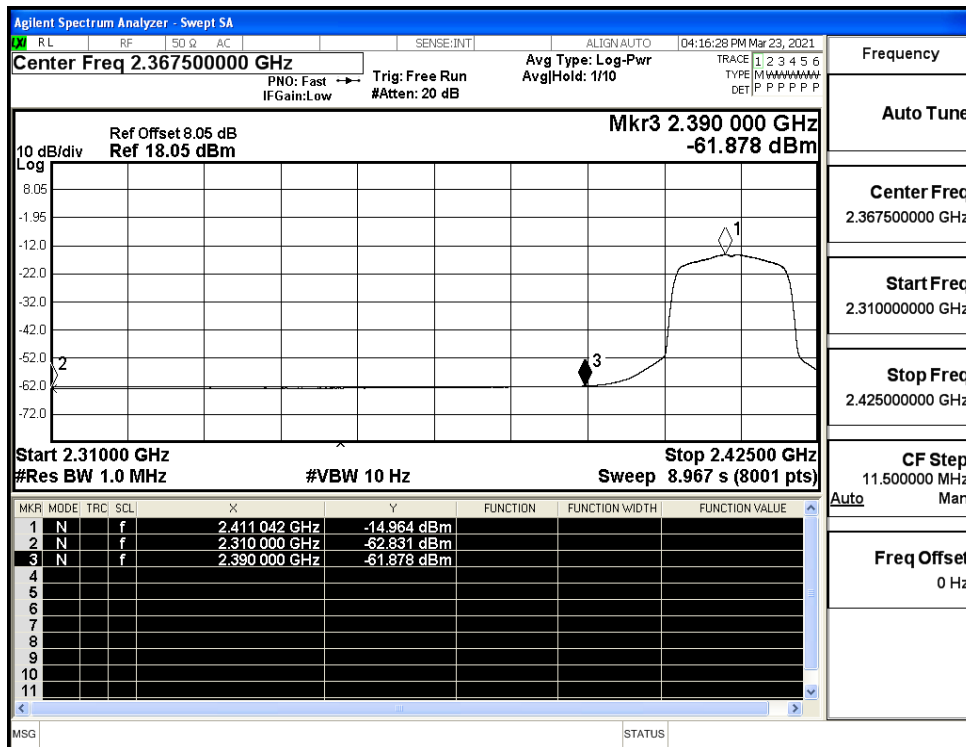 Agilent Spectrum Analyzer - Swept SA
LXI RL RF 50 Ω AC SENSE:INT ALIGNAUTO 04:16:28 PM Mar 23, 2021
Center Freq 2.367500000 GHz
PNO: Fast Trig: Free Run Avg Type: Log-Pwr TRACE 1 2 3 4 5 6
IFGain:Low #Atten: 20 dB Avg|Hold: 1/10 TYPE M
DET P P P P P P
Ref Offset 8.05 dB Mkr3 2.390 000 GHz
10 dB/div Ref 18.05 dBm -61.878 dBm
Log
8.05
-1.95
-12.0
-22.0
-32.0
-42.0
-52.0
-62.0
-72.0
1
2
3
Start 2.31000 GHz Stop 2.42500 GHz
#Res BW 1.0 MHz #VBW 10 Hz Sweep 8.967 s (8001 pts)
MKR MODE TRC SCL X Y FUNCTION FUNCTION WIDTH FUNCTION VALUE
1 N f 2.411 042 GHz -14.964 dBm
2 N f 2.310 000 GHz -62.831 dBm
3 N f 2.390 000 GHz -61.878 dBm
4
5
6
7
8
9
10
11
MSG STATUS
Frequency
Auto Tune
Center Freq
2.367500000 GHz
Start Freq
2.310000000 GHz
Stop Freq
2.425000000 GHz
CF Step
11.500000 MHz
Auto Man
Freq Offset
0 Hz